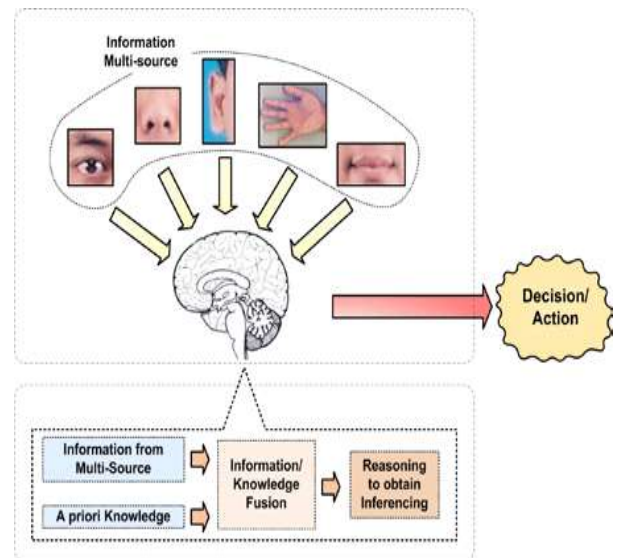 Information
Multi-source
Decision/
Action
Information from
Multi-Source
A priori Knowledge
Information/
Knowledge
Fusion
Reasoning
to obtain
Inferencing